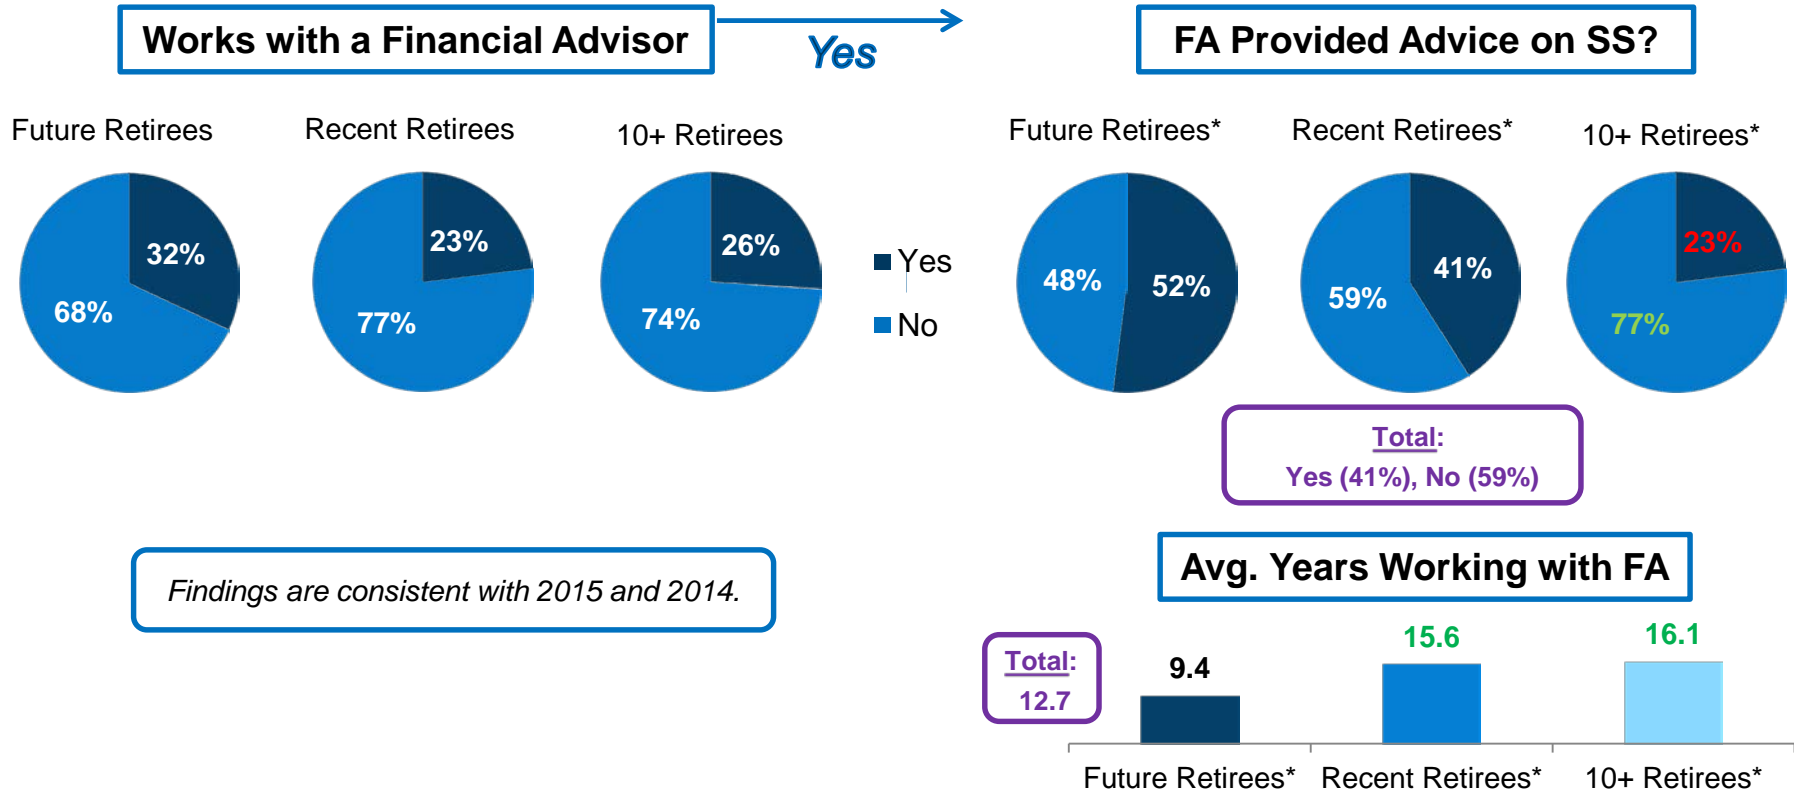 Works with a Financial Advisor
Yes
FA Provided Advice on SS?
Future Retirees
Recent Retirees
10+ Retirees
32%
68%
23%
77%
26%
74%
Yes
No
Future Retirees*
Recent Retirees*
10+ Retirees*
48%
52%
59%
41%
23%
77%
Total:
Yes (41%), No (59%)
Findings are consistent with 2015 and 2014.
Avg. Years Working with FA
Total:
12.7
9.4
15.6
16.1
Future Retirees*
Recent Retirees*
10+ Retirees*